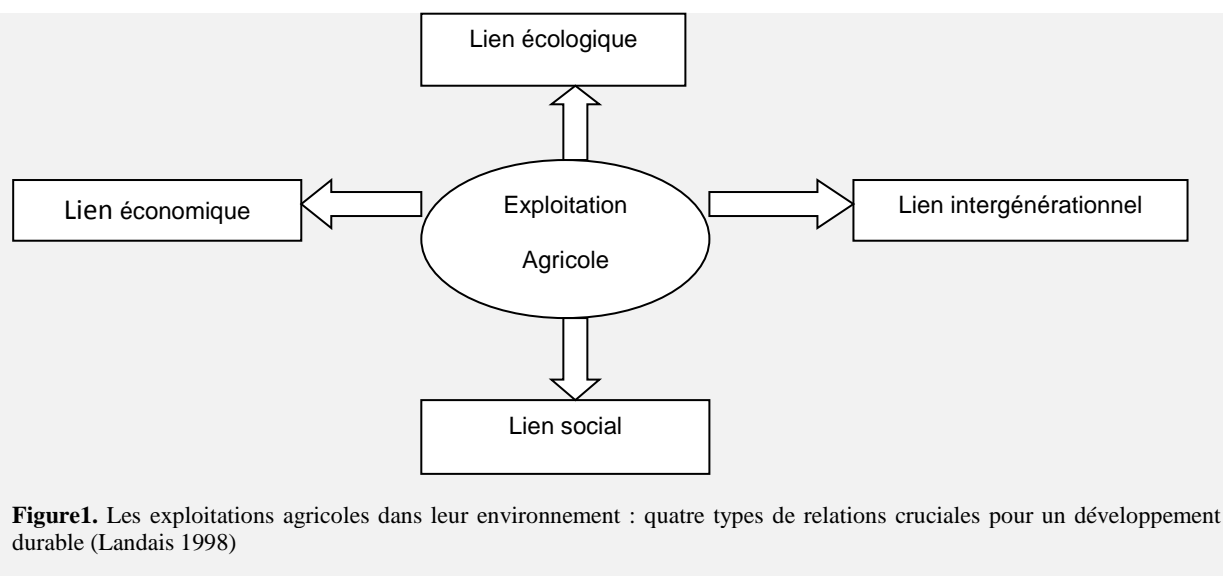 Lien écologique
Lien économique
Exploitation
Agricole
Lien intergénérationnel
Lien social
Figure1. Les exploitations agricoles dans leur environnement : quatre types de relations cruciales pour un développement
durable (Landais 1998)